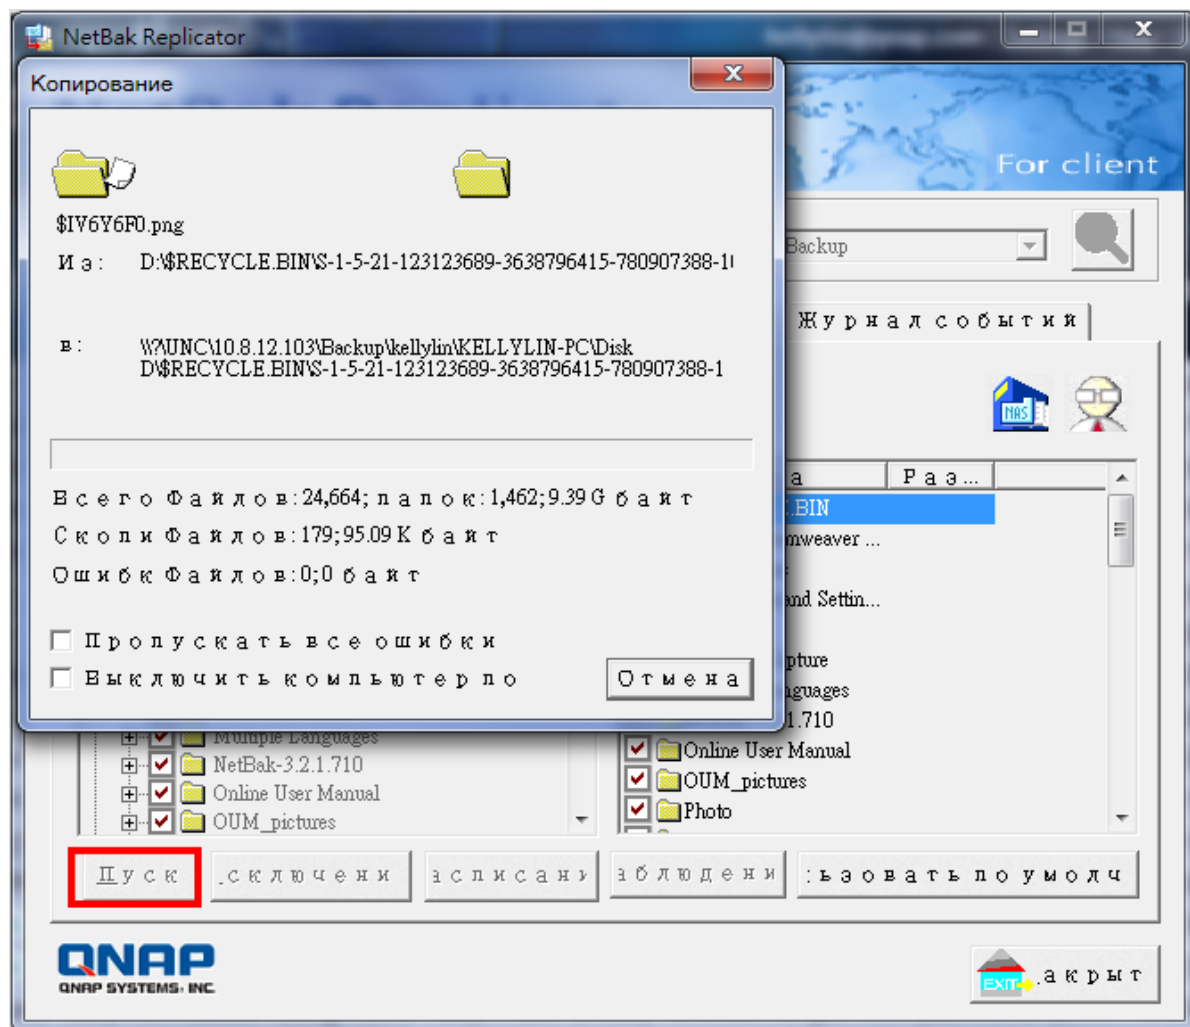 NetBak Replicator
Копирование
For client
$IV6Y6F0.png
Из: D:\$RECYCLE.BIN\S-1-5-21-123123689-3638796415-780907388-1
Backup
Журнал событий
в: \\?\UNC\10.8.12.103\Backup\kellylin\KELLYLIN-PC\Disk
D\$RECYCLE.BIN\S-1-5-21-123123689-3638796415-780907388-1
NAS
а Раз...
Всего Файлов:24,664; папок:1,462;9.39 G байт
.BIN
Скопи Файлов:179;95.09 K байт
mweaver ...
Ошибк Файлов:0;0 байт
and Settin...
Пропускать все ошибки
pture
Выключить компьютер по
Отмена
nguages
1.710
Multiple Languages
Online User Manual
NetBak-3.2.1.710
OUM_pictures
Online User Manual
Photo
OUM_pictures
Пуск сключени асписани аблюдени ьзовать по умолч
QNAP
QNAP SYSTEMS, INC.
EXIT акрыт